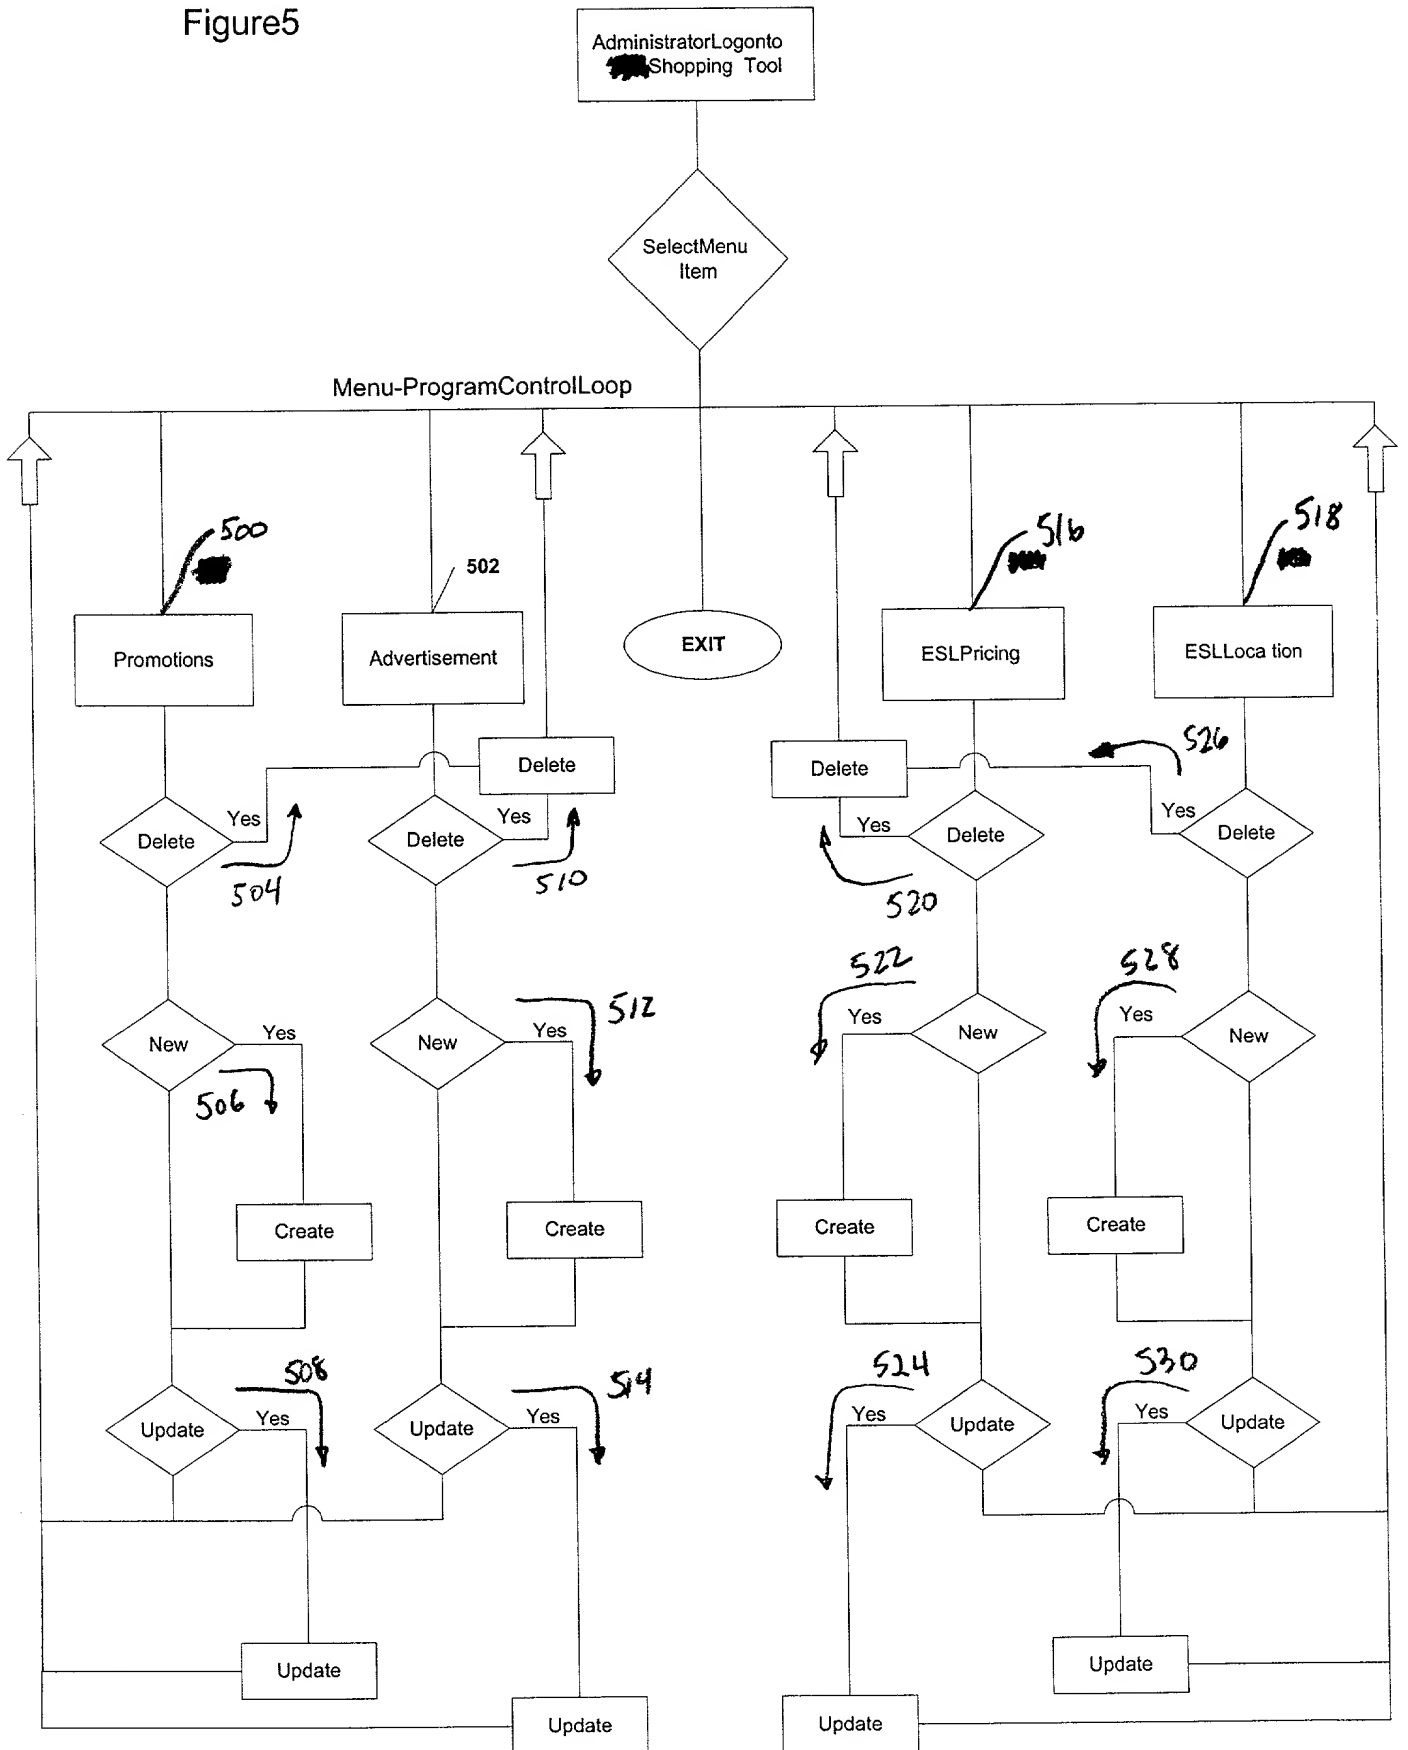 Figure5
AdministratorLogonto
Shopping Tool
SelectMenu
Item
Menu-ProgramControlLoop
500
502
516
518
Promotions
Advertisement
EXIT
ESLPricing
ESLLoca tion
526
Delete
Delete
Yes
Delete
504
Yes
Delete
510
Yes
Delete
520
Yes
Delete
522
528
512
Yes
New
506
Yes
New
Yes
New
Yes
New
Create
Create
Create
Create
508
514
524
530
Yes
Update
Yes
Update
Yes
Update
Yes
Update
Update
Update
Update
Update